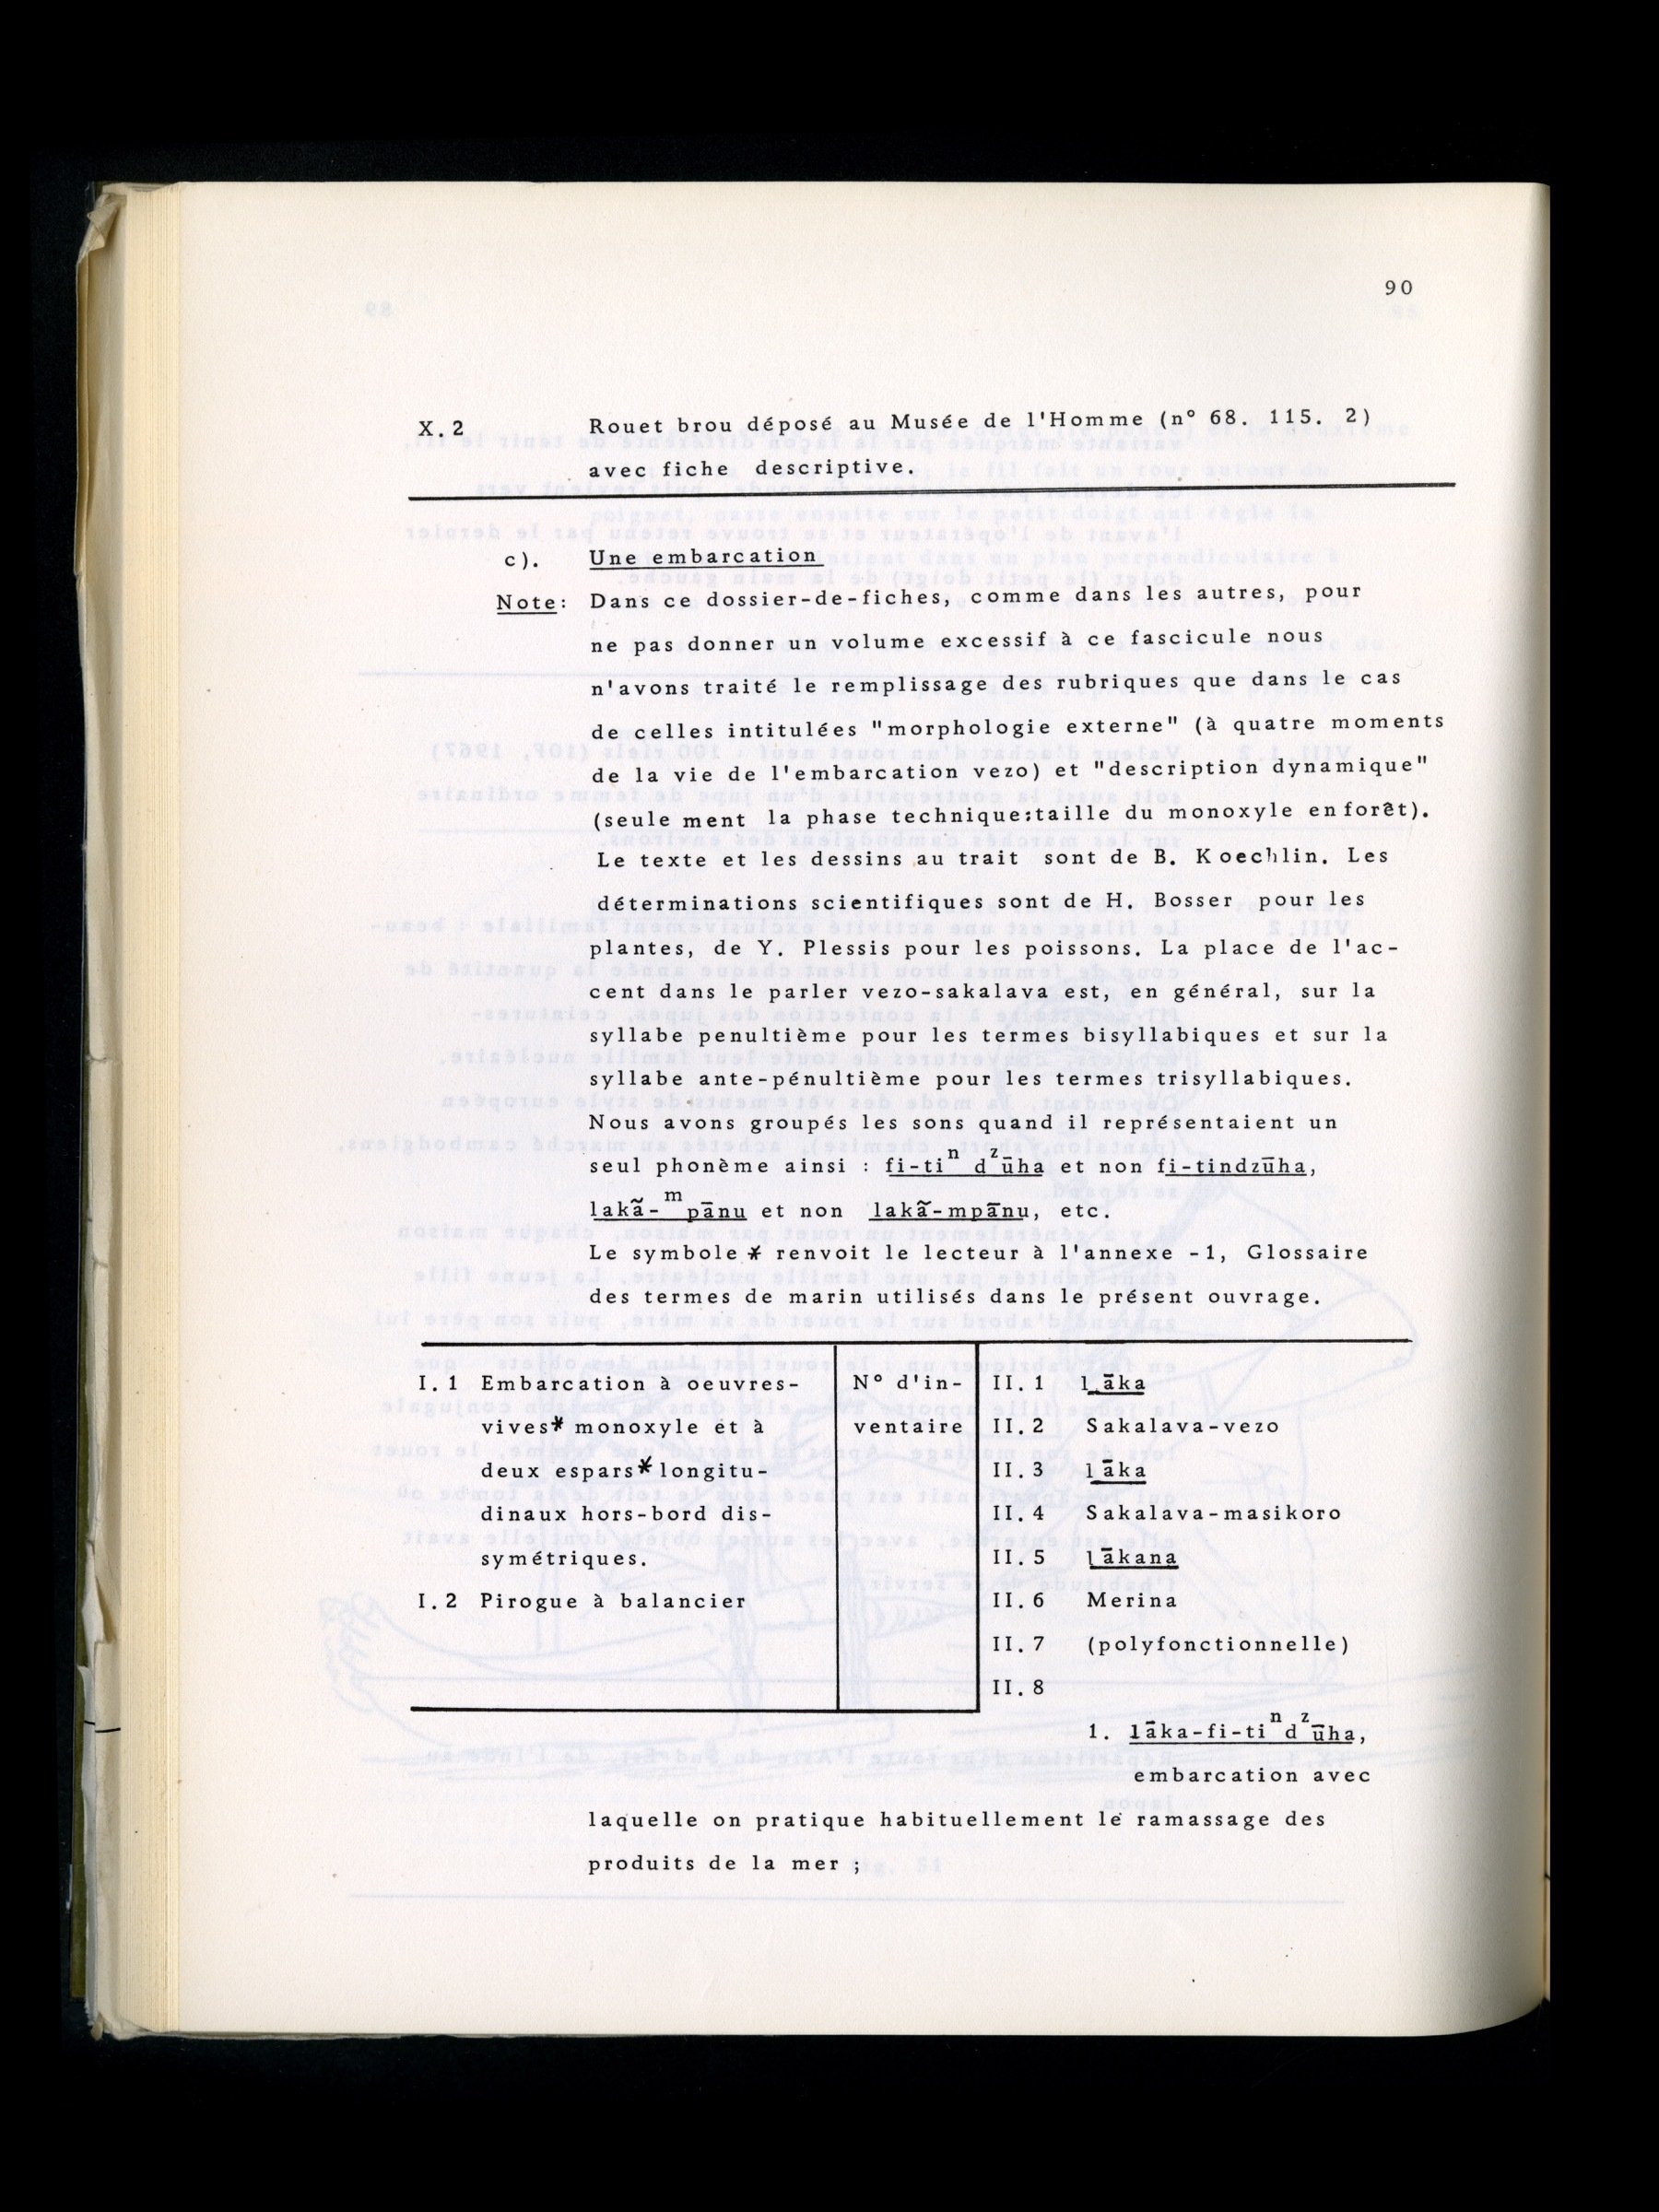 90
X.2 Rouet brou déposé au Musée de l'Homme (n° 68. 115. 2)
avec fiche descriptive.
c). Une embarcation
Note: Dans ce dossier-de-fiches, comme dans les autres, pour
ne pas donner un volume excessif à ce fascicule nous
n'avons traité le remplissage des rubriques que dans le cas
de celles intitulées "morphologie externe" (à quatre moments
de la vie de l'embarcation vezo) et "description dynamique"
(seule ment la phase technique:taille du monoxyle en forêt).
Le texte et les dessins au trait sont de B. Koechlin. Les
déterminations scientifiques sont de H. Bosser pour les
plantes, de Y. Plessis pour les poissons. La place de l'ac-
cent dans le parler vezo-sakalava est, en général, sur la
syllabe penultième pour les termes bisyllabiques et sur la
syllabe ante-pénultième pour les termes trisyllabiques.
Nous avons groupés les sons quand il représentaient un
seul phonème ainsi : fi-tiⁿdᶻūha et non fi-tindzūha,
lakã-ᵐpānu et non lakã-mpānu, etc.
Le symbole * renvoit le lecteur à l'annexe -1, Glossaire
des termes de marin utilisés dans le présent ouvrage.
I.1 Embarcation à oeuvres-
vives* monoxyle et à
deux espars* longitu-
dinaux hors-bord dis-
symétriques.
I.2 Pirogue à balancier
N° d'in-
ventaire
II.1 lāka
II.2 Sakalava-vezo
II.3 lāka
II.4 Sakalava-masikoro
II.5 lākana
II.6 Merina
II.7 (polyfonctionnelle)
II.8
1. lāka-fi-tiⁿdᶻūha,
embarcation avec
laquelle on pratique habituellement le ramassage des
produits de la mer ;